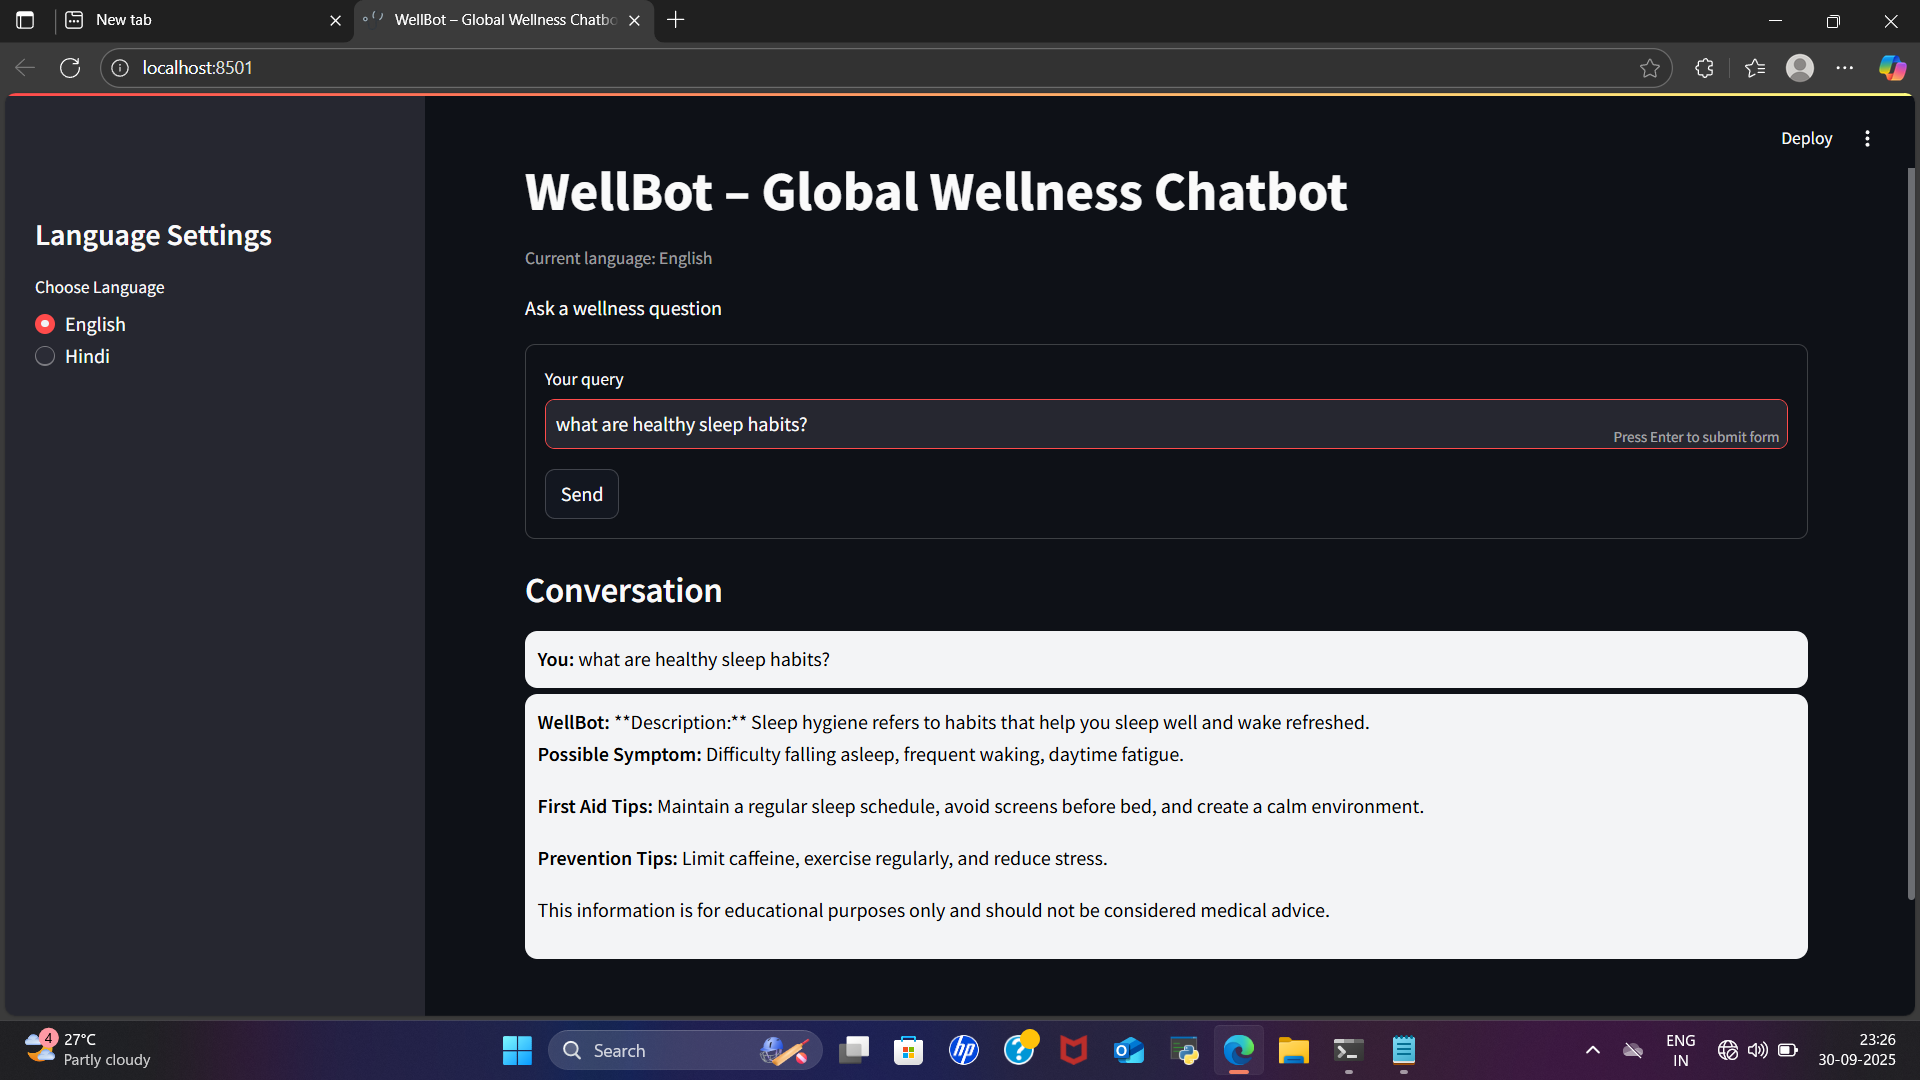 New tab
WellBot – Global Wellness Chatbo
localhost:8501
Deploy
Language Settings
Choose Language
English
Hindi
WellBot – Global Wellness Chatbot
Current language: English
Ask a wellness question
Your query
what are healthy sleep habits?
Press Enter to submit form
Send
Conversation
You: what are healthy sleep habits?
WellBot: **Description:** Sleep hygiene refers to habits that help you sleep well and wake refreshed.
Possible Symptom: Difficulty falling asleep, frequent waking, daytime fatigue.
First Aid Tips: Maintain a regular sleep schedule, avoid screens before bed, and create a calm environment.
Prevention Tips: Limit caffeine, exercise regularly, and reduce stress.
This information is for educational purposes only and should not be considered medical advice.
4
27°C
Partly cloudy
Search
hp
?
O
ENG
IN
23:26
30-09-2025